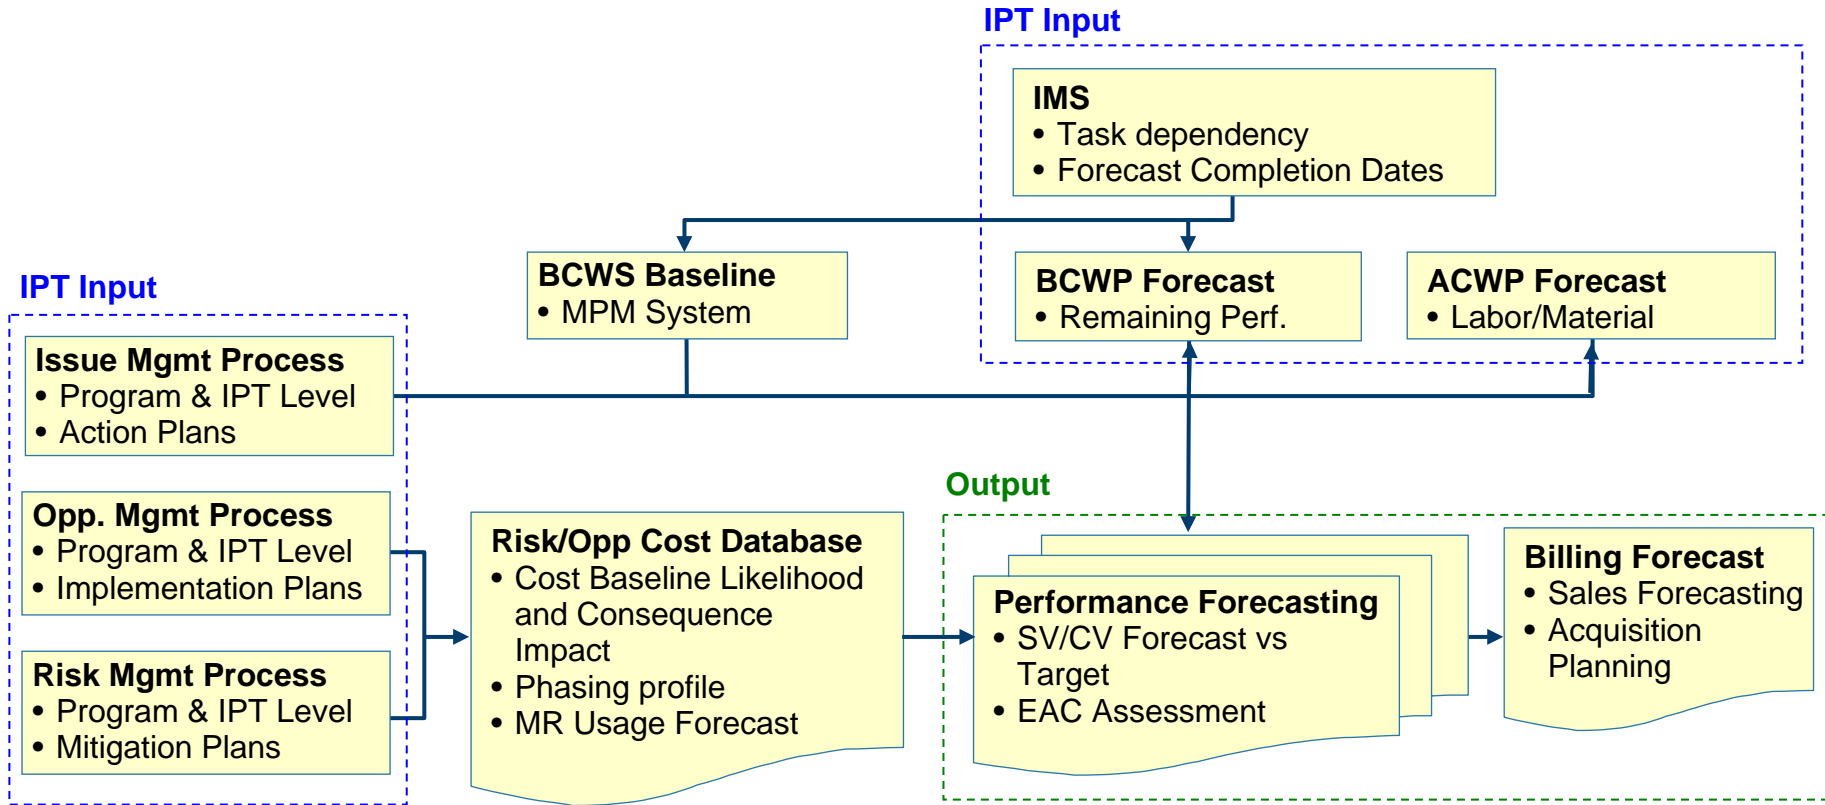 IPT Input
IMS
• Task dependency
• Forecast Completion Dates
BCWS Baseline
• MPM System
BCWP Forecast
• Remaining Perf.
ACWP Forecast
• Labor/Material
IPT Input
Issue Mgmt Process
• Program & IPT Level
• Action Plans
Opp. Mgmt Process
• Program & IPT Level
• Implementation Plans
Risk Mgmt Process
• Program & IPT Level
• Mitigation Plans
Risk/Opp Cost Database
• Cost Baseline Likelihood
and Consequence
Impact
• Phasing profile
• MR Usage Forecast
Output
Performance Forecasting
• SV/CV Forecast vs
Target
• EAC Assessment
Billing Forecast
• Sales Forecasting
• Acquisition
Planning